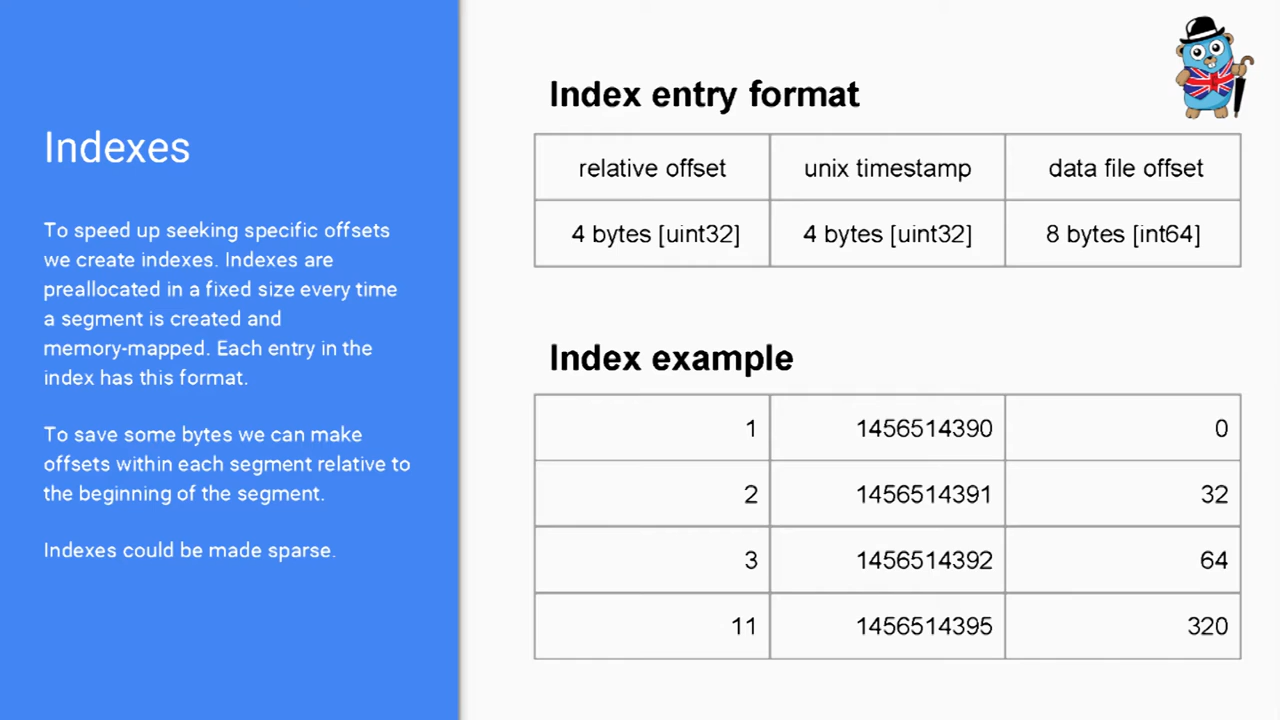 Indexes
To speed up seeking specific offsets
we create indexes. Indexes are
preallocated in a fixed size every time
a segment is created and
memory-mapped. Each entry in the
index has this format.
To save some bytes we can make
offsets within each segment relative to
the beginning of the segment.
Indexes could be made sparse.
Index entry format
relative offset unix timestamp data file offset
4 bytes [uint32] 4 bytes [uint32] 8 bytes [int64]
Index example
1 1456514390 0
2 1456514391 32
3 1456514392 64
11 1456514395 320